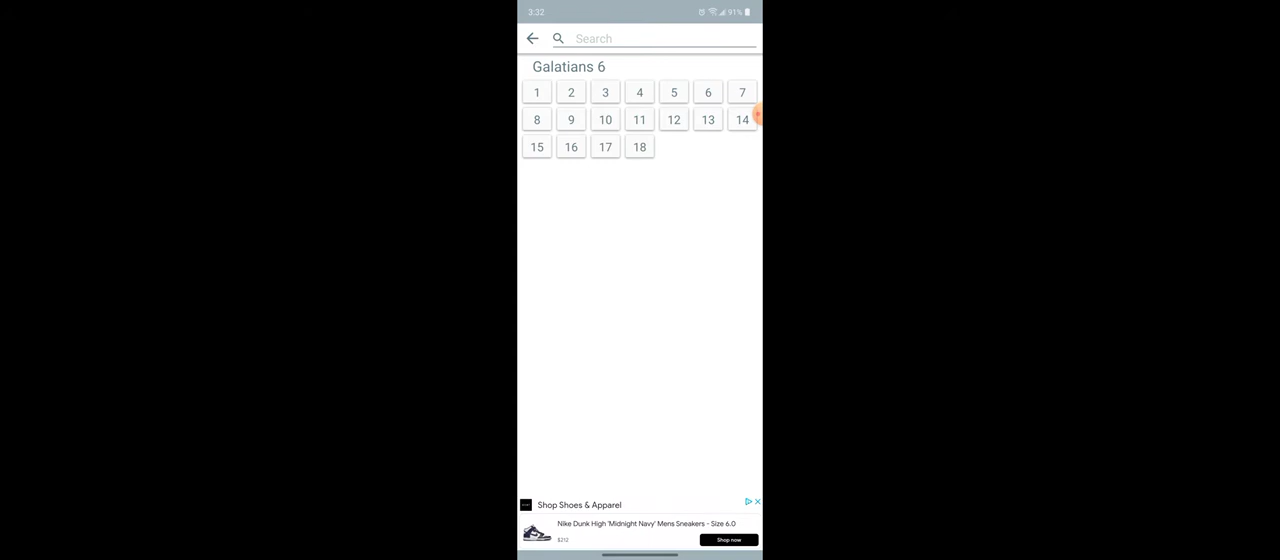 3:32
91%
Search
Galatians 6
1 2 3 4 5 6 7
8 9 10 11 12 13 14
15 16 17 18
Shop Shoes & Apparel
Nike Dunk High 'Midnight Navy' Mens Sneakers - Size 6.0
$212
Shop now